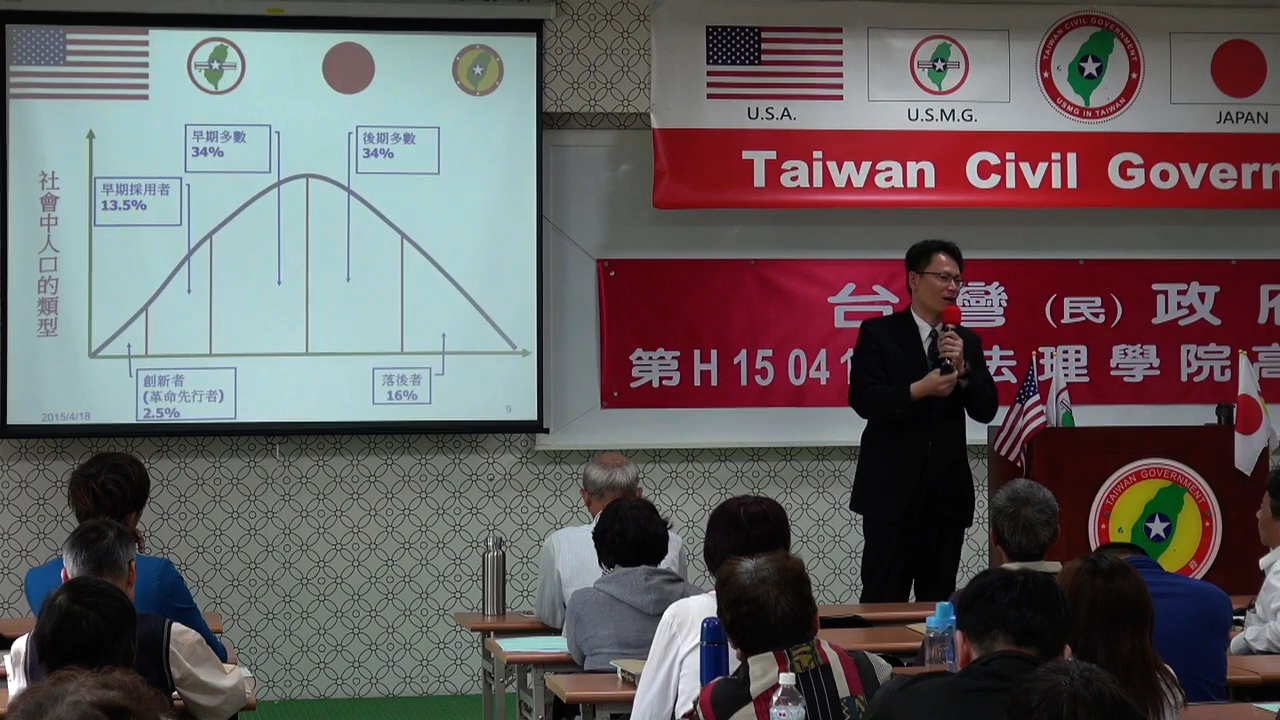 社會中人口的類型
早期多數
34%
後期多數
34%
早期採用者
13.5%
創新者
(革命先行者)
2.5%
落後者
16%
2015/4/18
9
U.S.A.
U.S.M.G.
TAIWAN CIVIL GOVERNMENT
USMG IN TAIWAN
JAPAN
Taiwan Civil Govern
台灣(民)政府
第H 15 04 1 法理學院高
TAIWAN GOVERNMENT